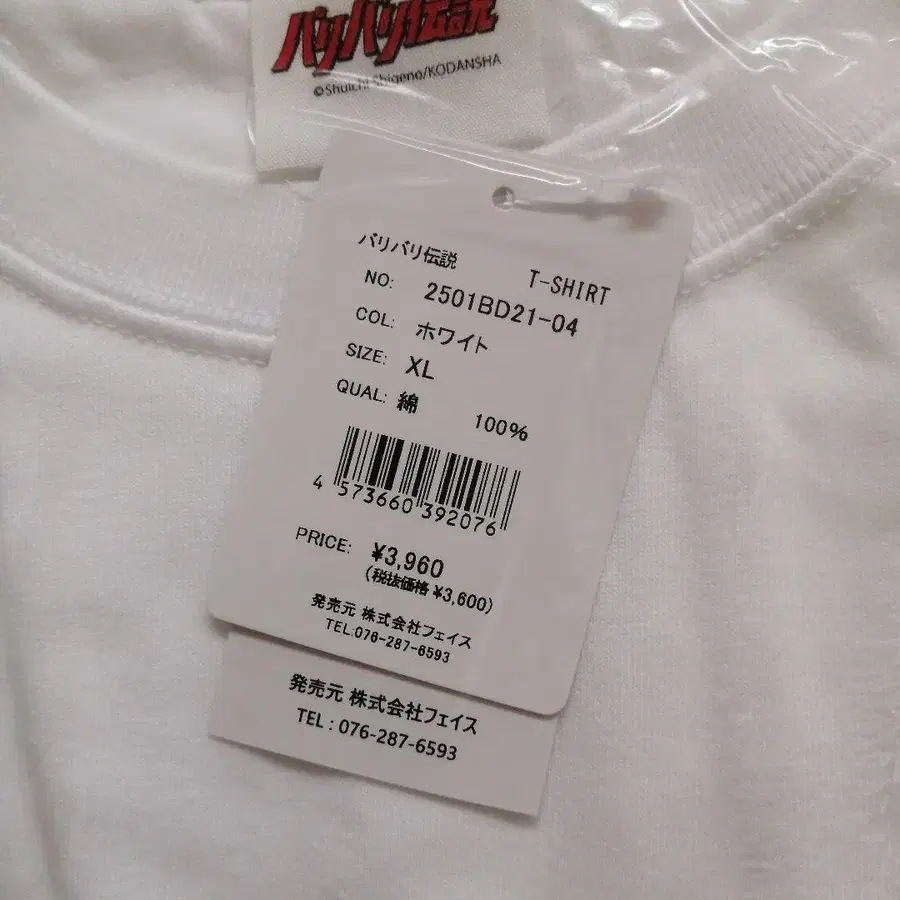 バリバリ伝説
©Shuichi Shigeno/KODANSHA
バリバリ伝説 T-SHIRT
NO: 2501BD21-04
COL: ホワイト
SIZE: XL
QUAL: 綿 100%
4 573660 392076
PRICE: ¥3,960
(税抜価格 ¥3,600)
発売元 株式会社フェイス
TEL:076-287-6593
発売元 株式会社フェイス
TEL : 076-287-6593